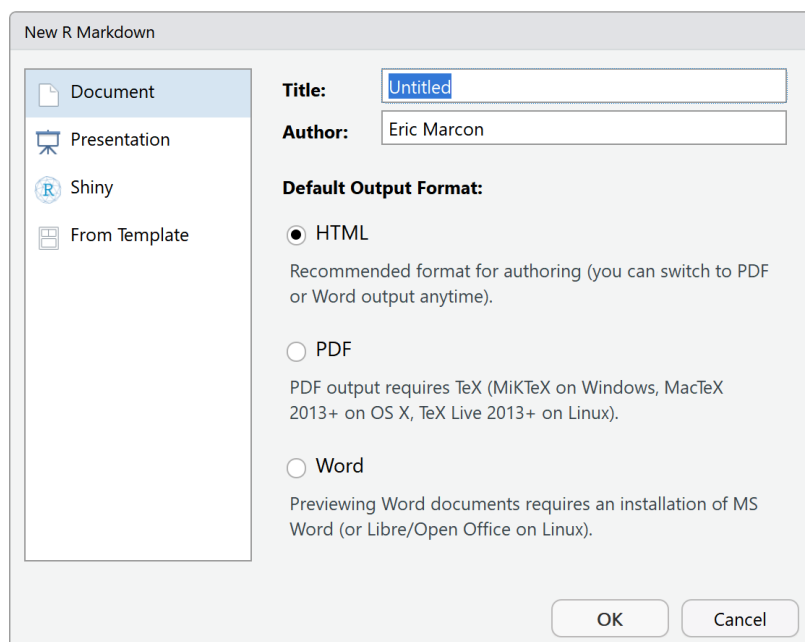 New R Markdown
Document
Presentation
Shiny
From Template
Title:
Untitled
Author:
Eric Marcon
Default Output Format:
HTML
Recommended format for authoring (you can switch to PDF
or Word output anytime).
PDF
PDF output requires TeX (MiKTeX on Windows, MacTeX
2013+ on OS X, TeX Live 2013+ on Linux).
Word
Previewing Word documents requires an installation of MS
Word (or Libre/Open Office on Linux).
OK
Cancel